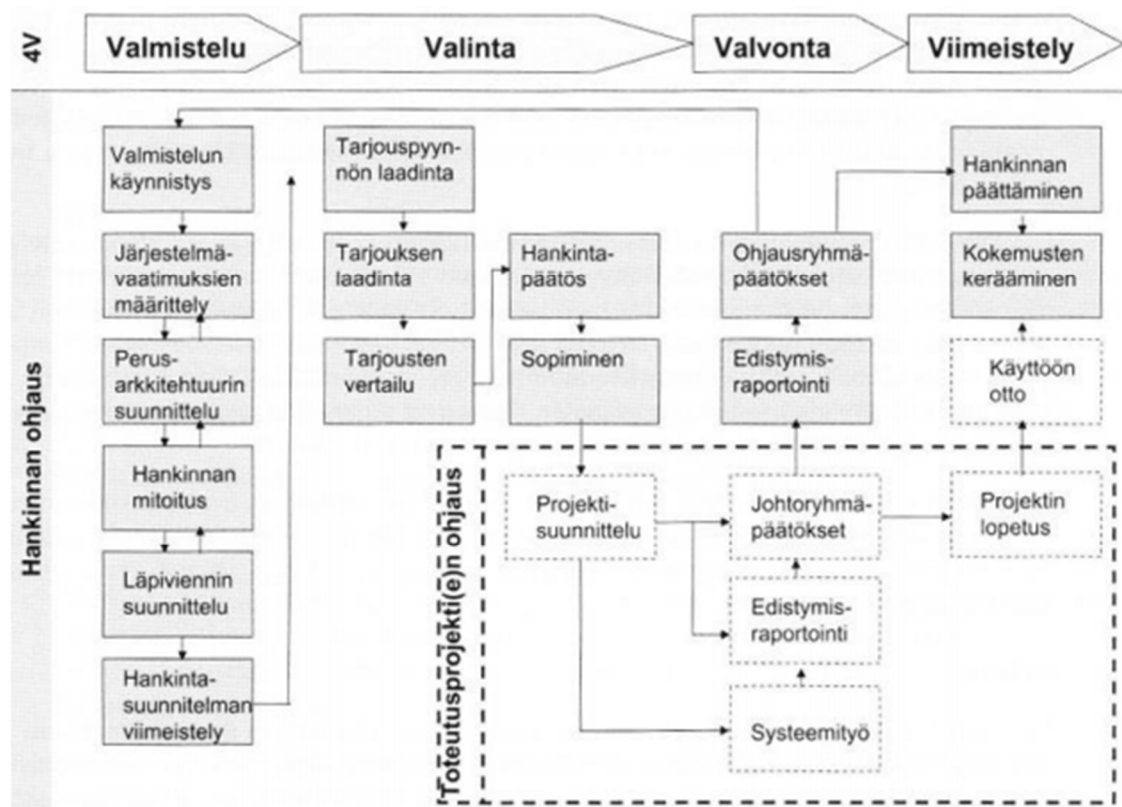 4V
Valmistelu
Valinta
Valvonta
Viimeistely
Hankinnan ohjaus
Valmistelun
käynnistys
Järjestelmä-
vaatimuksien
määrittely
Perus-
arkkitehtuurin
suunnittelu
Hankinnan
mitoitus
Läpiviennin
suunnittelu
Hankinta-
suunnitelman
viimeistely
Tarjouspyyn-
nön laadinta
Tarjouksen
laadinta
Tarjousten
vertailu
Hankinta-
päätös
Sopiminen
Ohjausryhmä-
päätökset
Edistymis-
raportointi
Hankinnan
päättäminen
Kokemusten
kerääminen
Käyttöön
otto
Toteutusprojekti(e)n ohjaus
Projekti-
suunnittelu
Johtoryhmä-
päätökset
Edistymis-
raportointi
Systeemityö
Projektin
lopetus